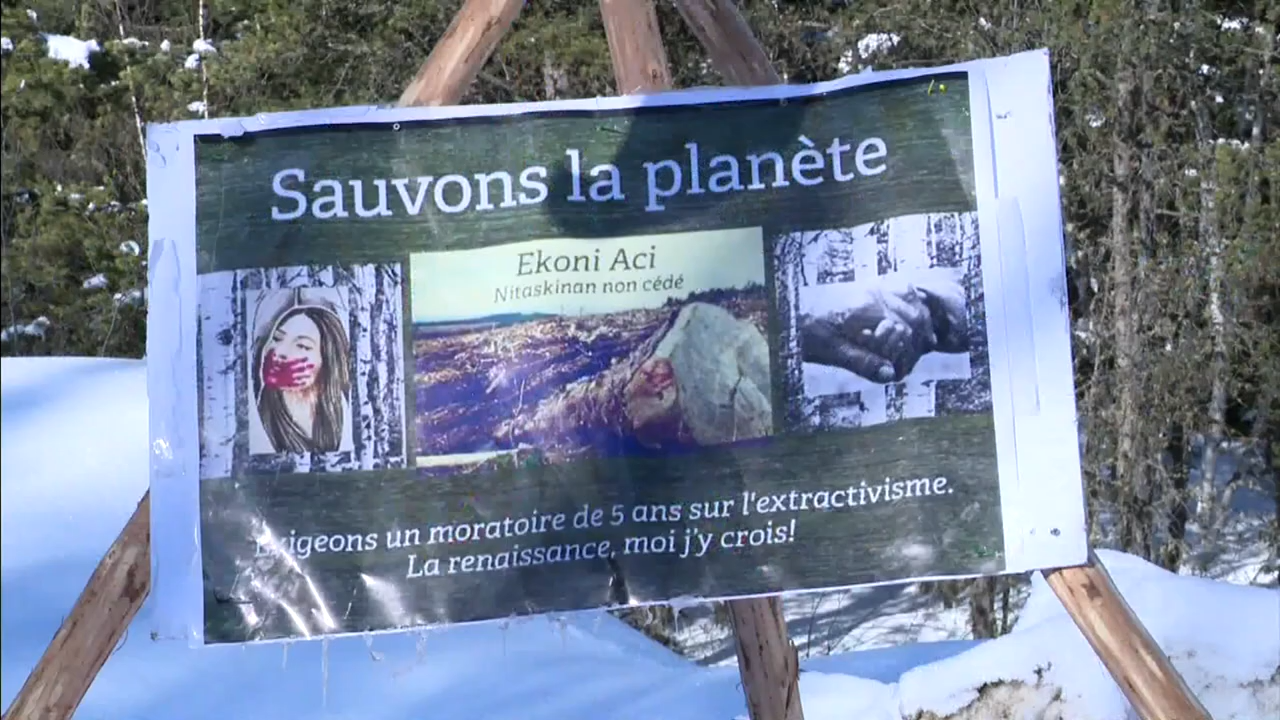 Sauvons la planète
Ekoni Aci
Nitaskinan non cédé
Exigeons un moratoire de 5 ans sur l'extractivisme.
La renaissance, moi j'y crois!